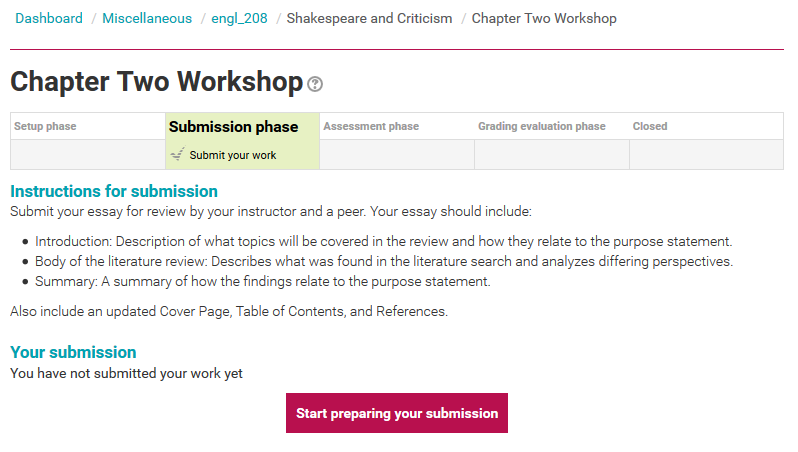 Dashboard / Miscellaneous / engl_208 / Shakespeare and Criticism / Chapter Two Workshop
Chapter Two Workshop ?
Setup phase
Submission phase
Assessment phase
Grading evaluation phase
Closed
Submit your work
Instructions for submission
Submit your essay for review by your instructor and a peer. Your essay should include:
• Introduction: Description of what topics will be covered in the review and how they relate to the purpose statement.
• Body of the literature review: Describes what was found in the literature search and analyzes differing perspectives.
• Summary: A summary of how the findings relate to the purpose statement.
Also include an updated Cover Page, Table of Contents, and References.
Your submission
You have not submitted your work yet
Start preparing your submission